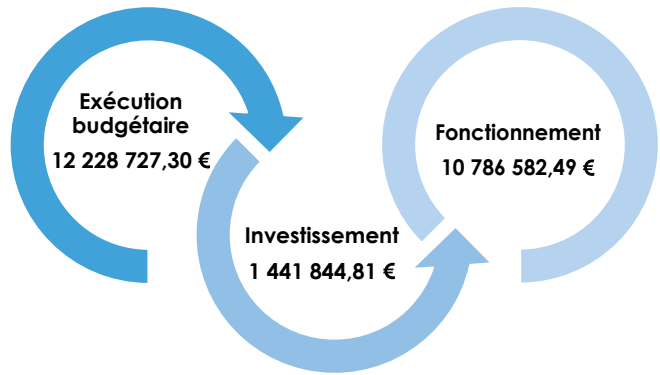 Exécution
budgétaire
12 228 727,30 €
Investissement
1 441 844,81 €
Fonctionnement
10 786 582,49 €